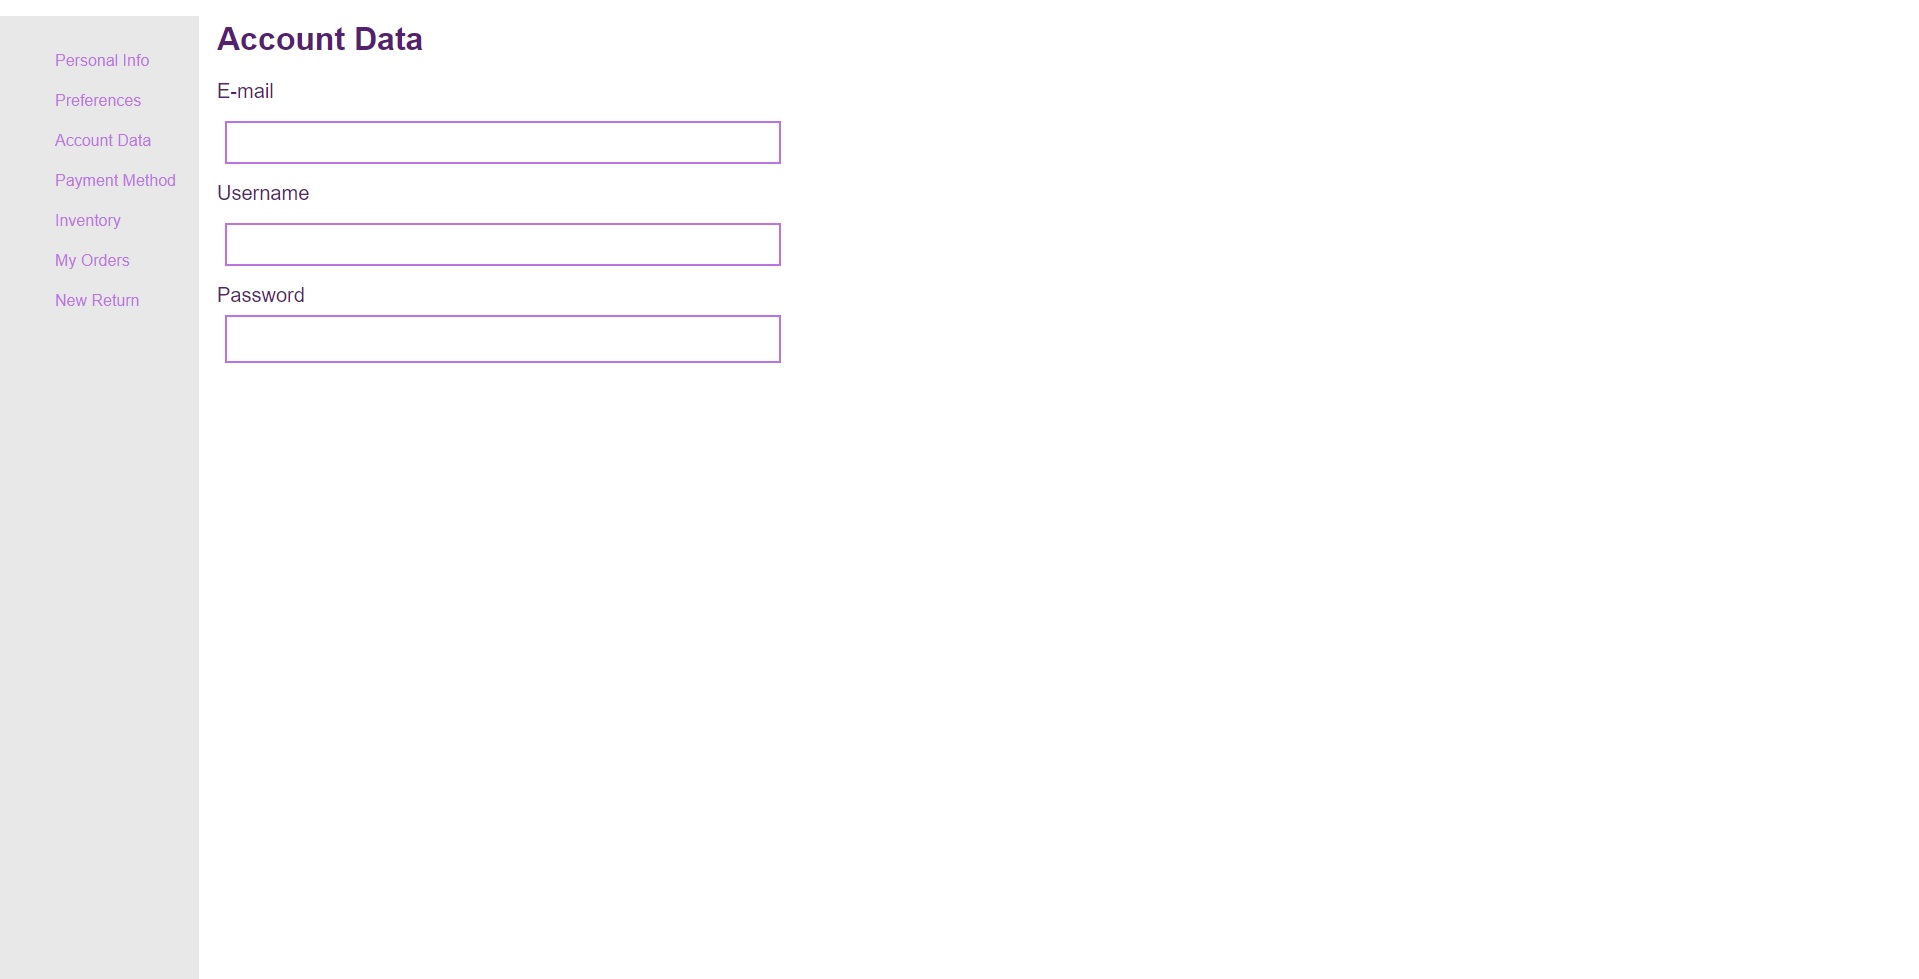 Personal Info
Preferences
Account Data
Payment Method
Inventory
My Orders
New Return
Account Data
E-mail
Username
Password